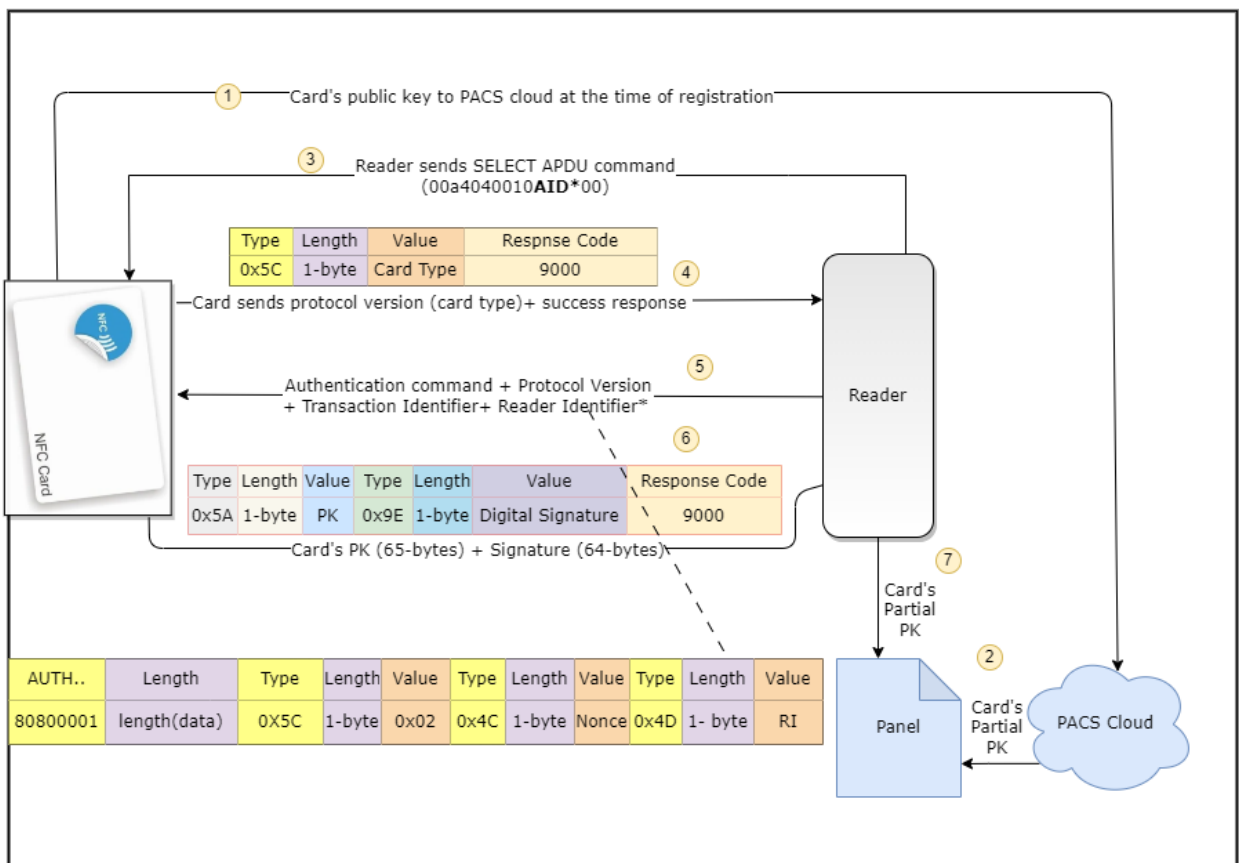 1
Card's public key to PACS cloud at the time of registration
3
Reader sends SELECT APDU command
(00a4040010AID*00)
Type Length Value Respnse Code
0x5C 1-byte Card Type 9000
4
Card sends protocol version (card type)+ success response
NFC
NFC Card
Reader
5
Authentication command + Protocol Version
+ Transaction Identifier+ Reader Identifier*
6
Type Length Value Type Length Value Response Code
0x5A 1-byte PK 0x9E 1-byte Digital Signature 9000
Card's PK (65-bytes) + Signature (64-bytes)
7
Card's
Partial
PK
AUTH.. Length Type Length Value Type Length Value Type Length Value
80800001 length(data) 0X5C 1-byte 0x02 0x4C 1-byte Nonce 0x4D 1- byte RI
2
Panel
Card's
Partial
PK
PACS Cloud